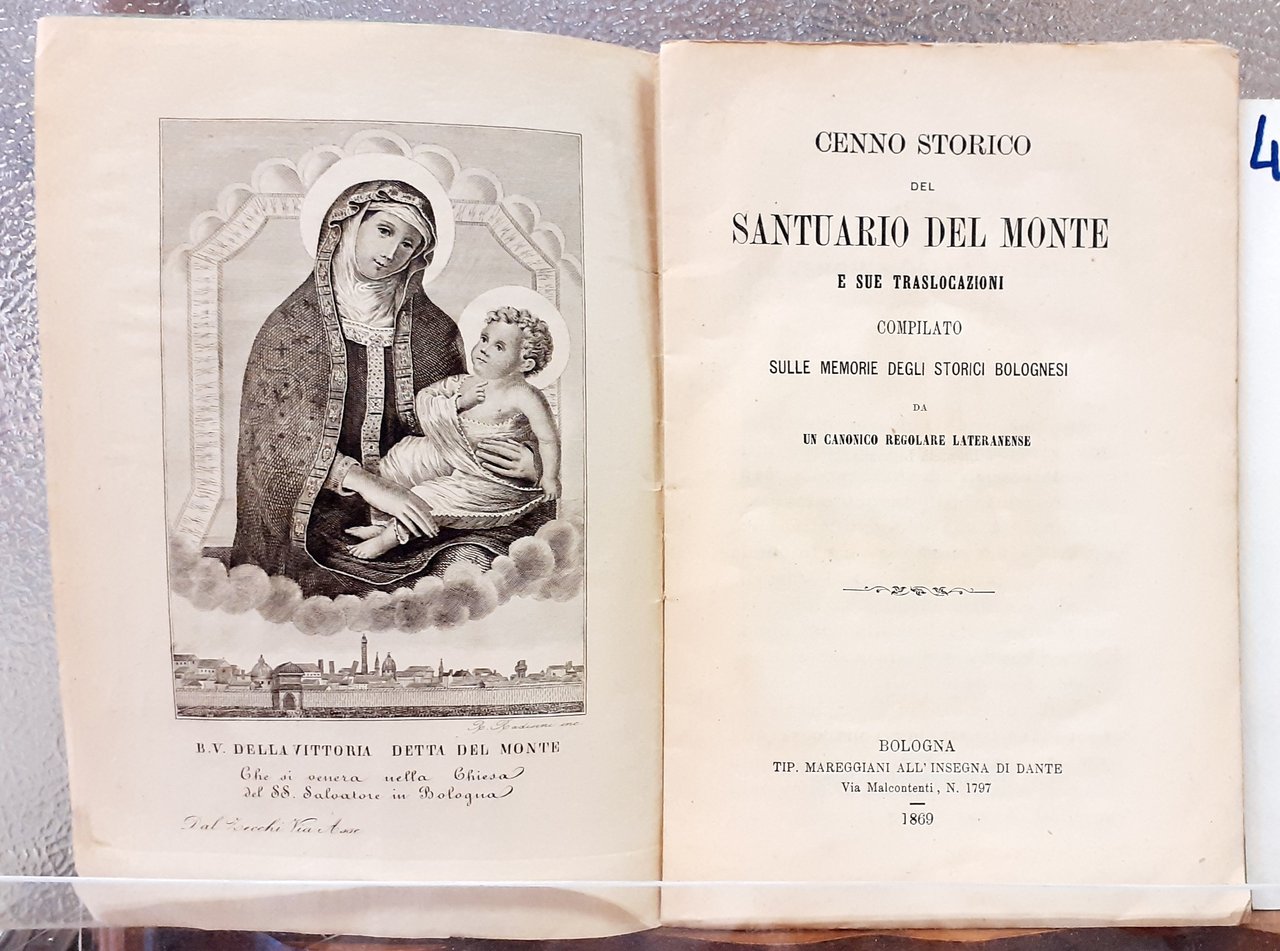 B.V. DELLA VITTORIA DETTA DEL MONTE
Che si venera nella Chiesa
del SS. Salvatore in Bologna
Dal Zecchi Via Asse
CENNO STORICO
DEL
SANTUARIO DEL MONTE
E SUE TRASLOCAZIONI
COMPILATO
SULLE MEMORIE DEGLI STORICI BOLOGNESI
DA
UN CANONICO REGOLARE LATERANENSE
BOLOGNA
TIP. MAREGGIANI ALL' INSEGNA DI DANTE
Via Malcontenti, N. 1797
1869
4